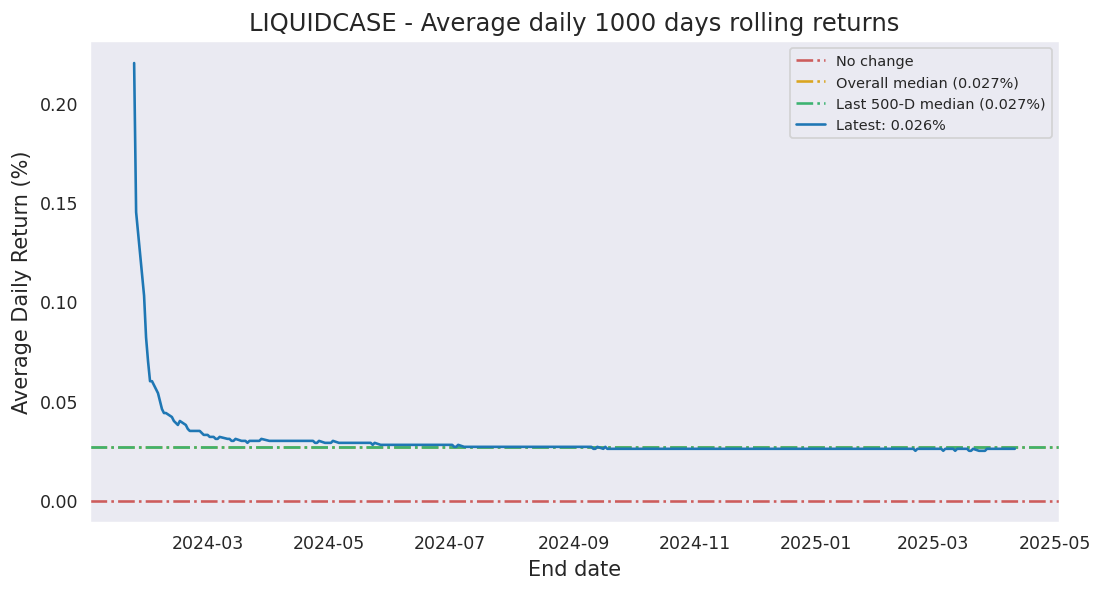 LIQUIDCASE - Average daily 1000 days rolling returns
No change
Overall median (0.027%)
Last 500-D median (0.027%)
Latest: 0.026%
Average Daily Return (%)
0.20
0.15
0.10
0.05
0.00
2024-03 2024-05 2024-07 2024-09 2024-11 2025-01 2025-03 2025-05
End date